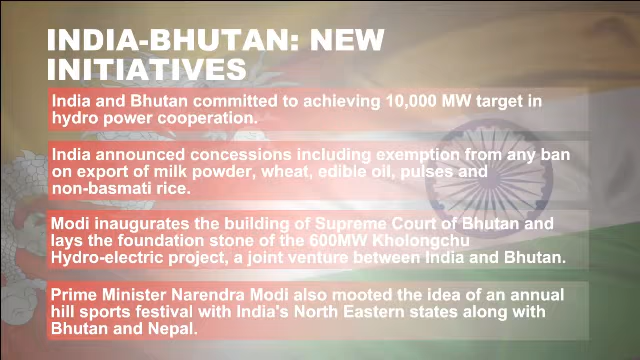 INDIA-BHUTAN: NEW
INITIATIVES
India and Bhutan committed to achieving 10,000 MW target in
hydro power cooperation.
India announced concessions including exemption from any ban
on export of milk powder, wheat, edible oil, pulses and
non-basmati rice.
Modi inaugurates the building of Supreme Court of Bhutan and
lays the foundation stone of the 600MW Kholongchu
Hydro-electric project, a joint venture between India and Bhutan.
Prime Minister Narendra Modi also mooted the idea of an annual
hill sports festival with India's North Eastern states along with
Bhutan and Nepal.